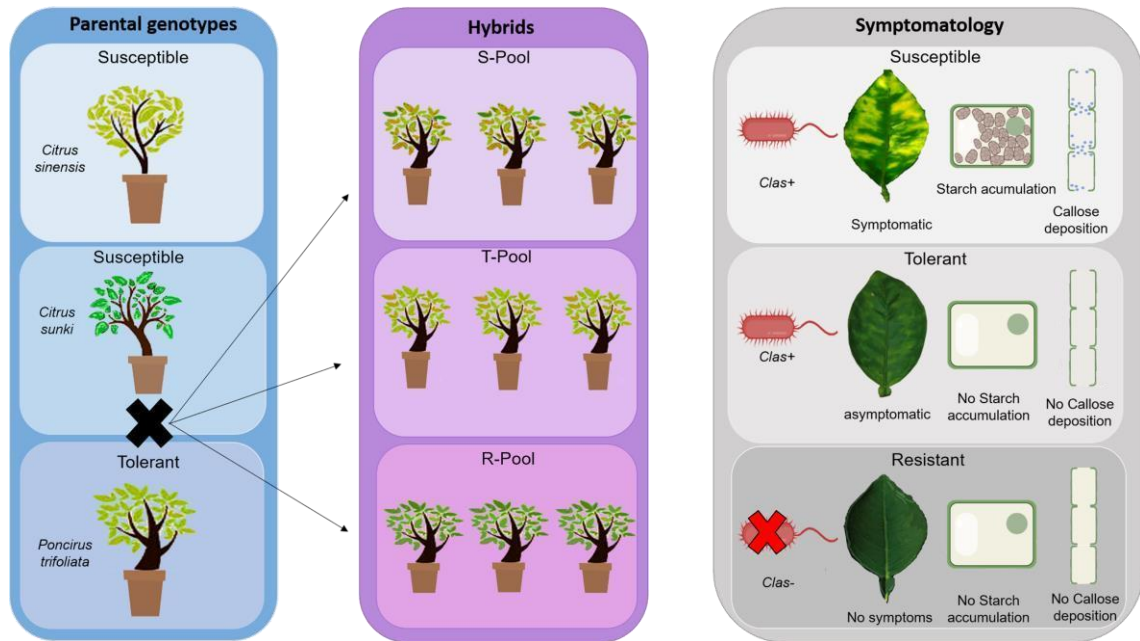 Parental genotypes
Susceptible
Citrus
sinensis
Susceptible
Citrus
sunki
Tolerant
Poncirus
trifoliata
Hybrids
S-Pool
T-Pool
R-Pool
Symptomatology
Susceptible
Clas+
Symptomatic
Starch acumulation
Callose
deposition
Tolerant
Clas+
asymptomatic
No Starch
accumulation
No Callose
deposition
Resistant
Clas-
No symptoms
No Starch
accumulation
No Callose
deposition